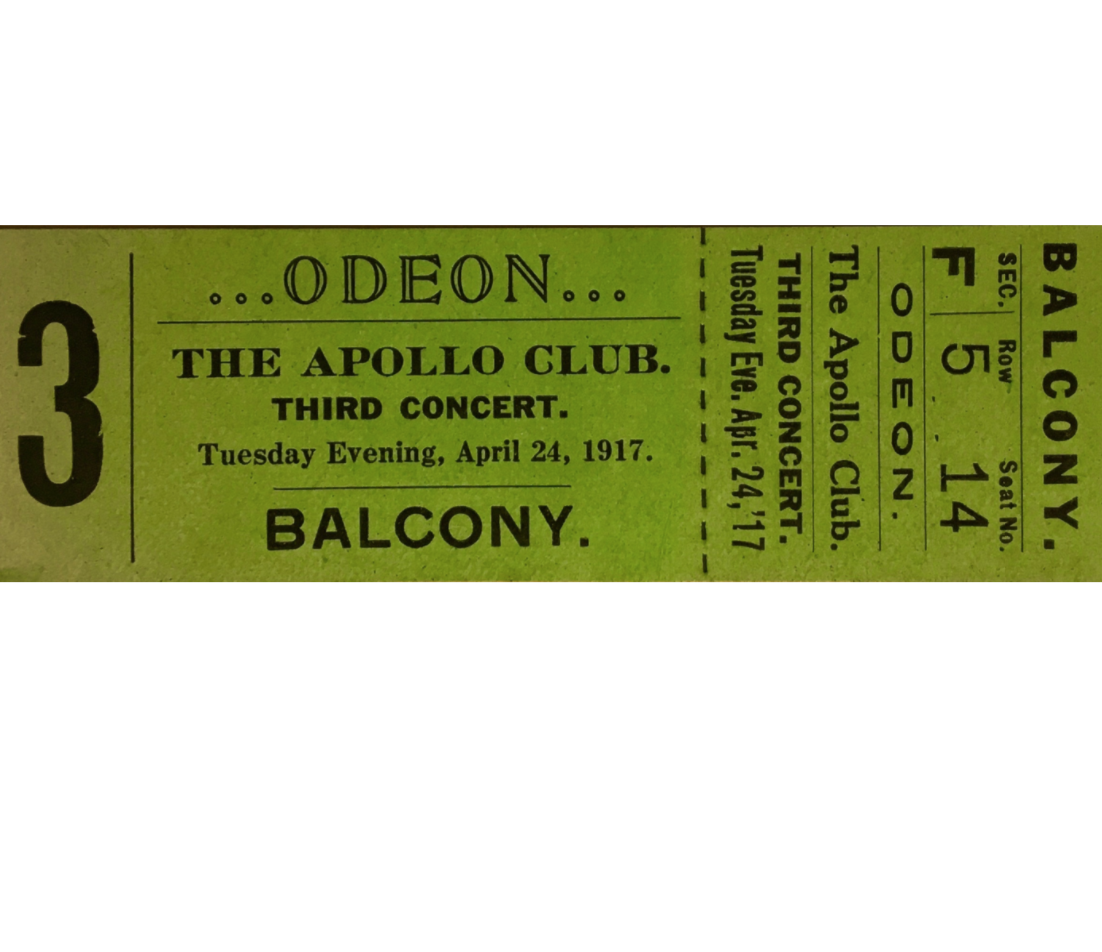 3
...ODEON...
THE APOLLO CLUB.
THIRD CONCERT.
Tuesday Evening, April 24, 1917.
BALCONY.
BALCONY.
SEC. Row Seat No.
F 5 14
ODEON.
The Apollo Club.
THIRD CONCERT.
Tuesday Eve. Apr. 24,'17